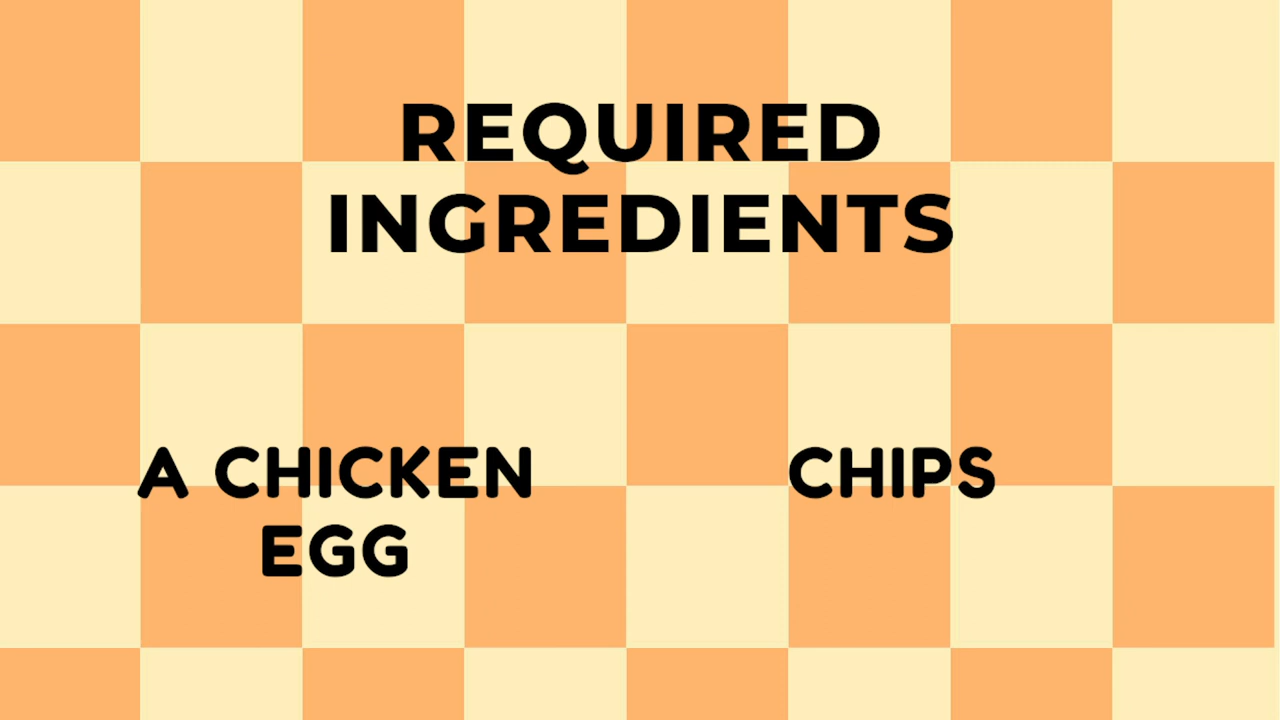 REQUIRED
INGREDIENTS
A CHICKEN
EGG
CHIPS